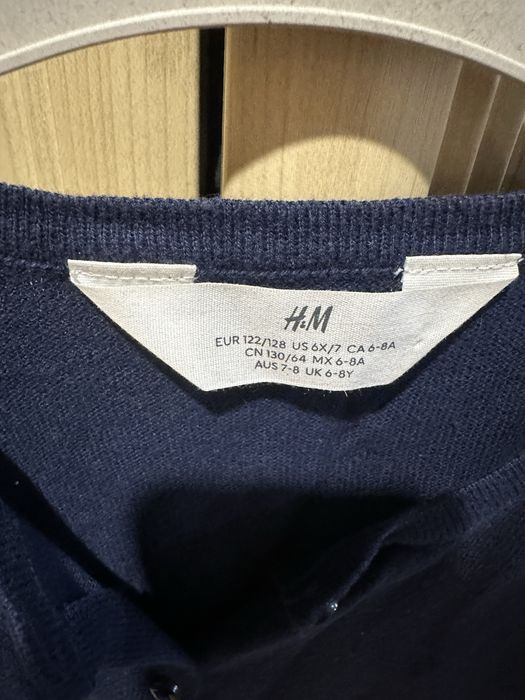 H&M
EUR 122/128 US 6X/7 CA 6-8A
CN 130/64 MX 6-8A
AUS 7-8 UK 6-8Y